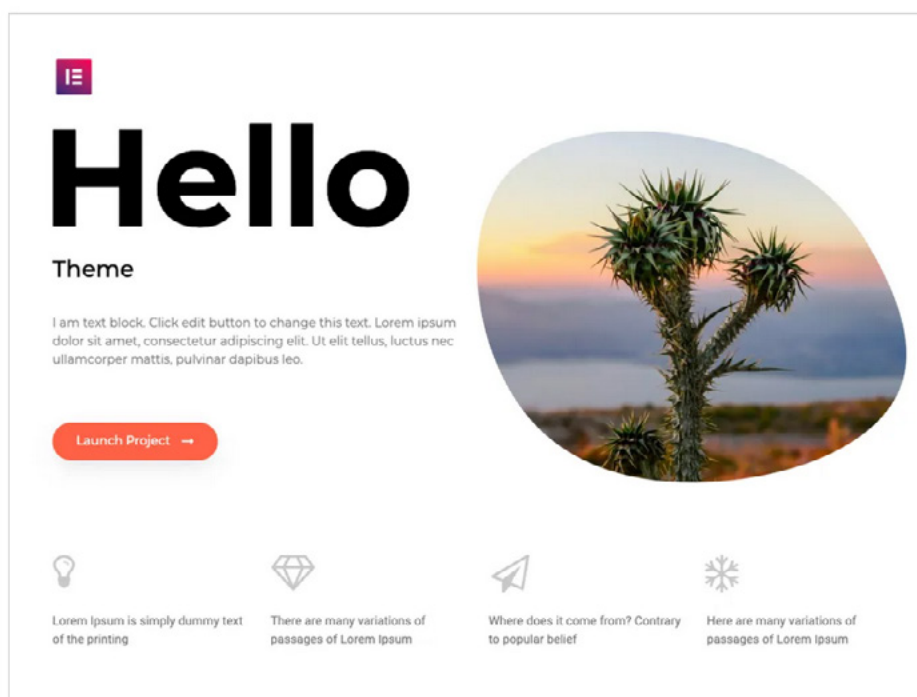 Hello
Theme
I am text block. Click edit button to change this text. Lorem ipsum
dolor sit amet, consectetur adipiscing elit. Ut elit tellus, luctus nec
ullamcorper mattis, pulvinar dapibus leo.
Launch Project →
Lorem Ipsum is simply dummy text
of the printing
There are many variations of
passages of Lorem Ipsum
Where does it come from? Contrary
to popular belief
Here are many variations of
passages of Lorem Ipsum